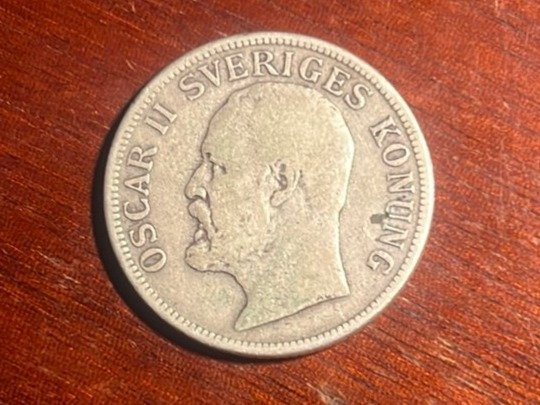 OSCAR II SVERIGES KONUNG